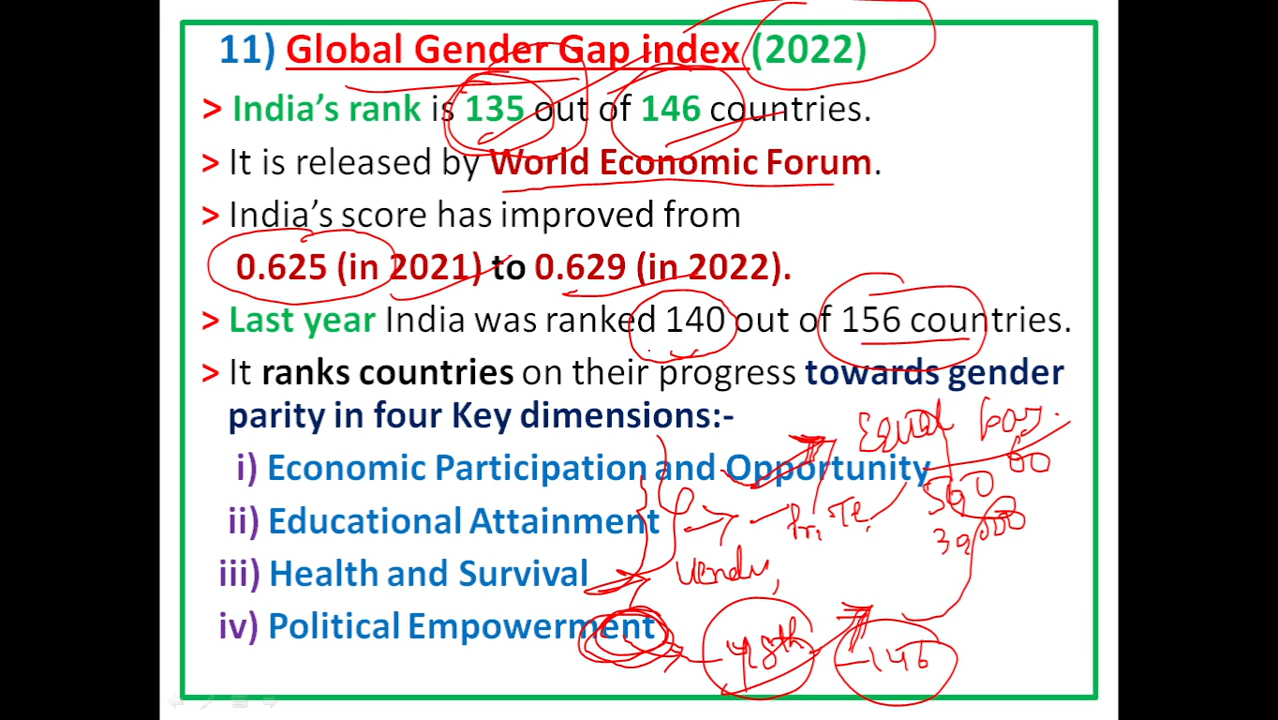 11) Global Gender Gap index (2022)
> India's rank is 135 out of 146 countries.
> It is released by World Economic Forum.
> India's score has improved from
0.625 (in 2021) to 0.629 (in 2022).
> Last year India was ranked 140 out of 156 countries.
> It ranks countries on their progress towards gender
parity in four Key dimensions:-
Equal
i) Economic Participation and Opportunity
60
ii) Educational Attainment
iii) Health and Survival
iv) Political Empowerment
48th
146